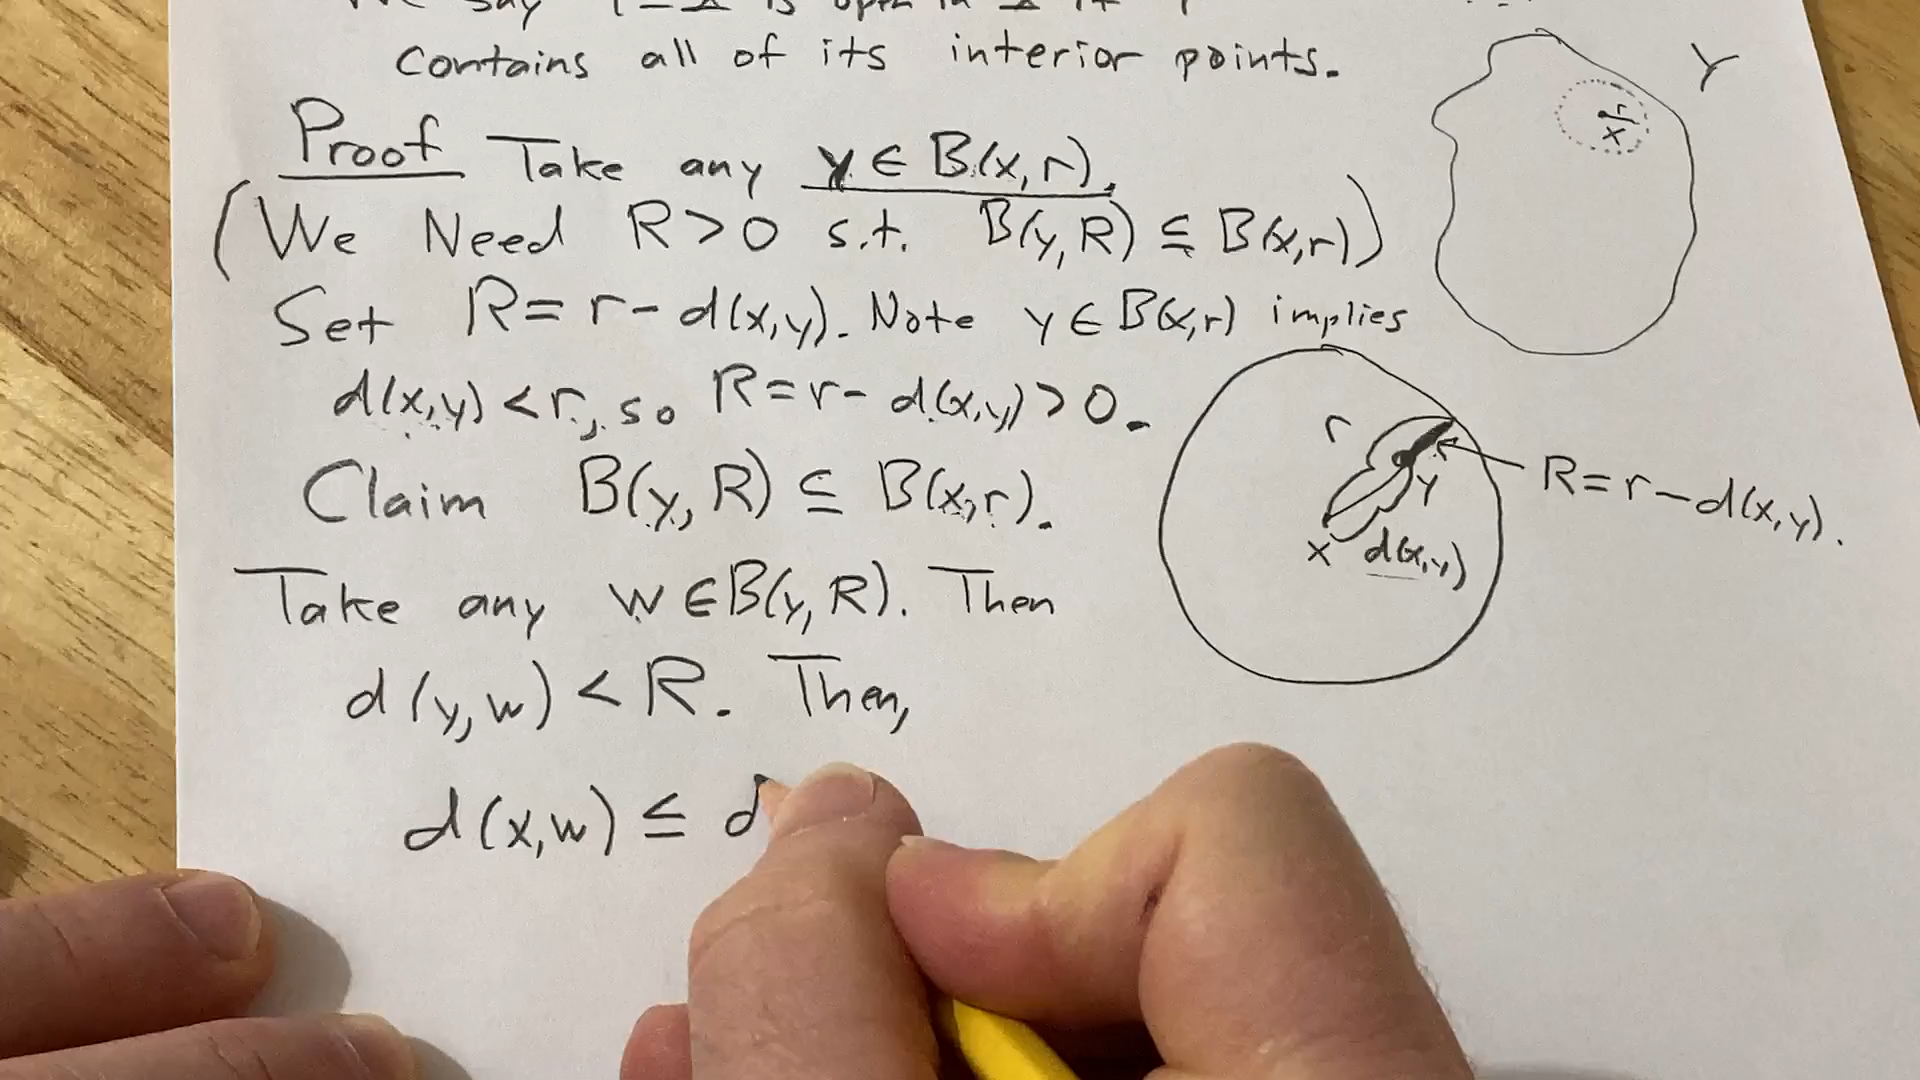 contains all of its interior points.
Y
r
x
Proof Take any y ∈ B(x,r).
(We Need R>0 s.t. B(y,R) ⊆ B(x,r))
Set R=r-d(x,y). Note y ∈ B(x,r) implies
d(x,y)<r, so R=r-d(x,y)>0.
r
y
x
d(x,y)
R=r-d(x,y).
Claim B(y,R) ⊆ B(x,r).
Take any w ∈ B(y,R). Then
d(y,w)<R. Then,
d(x,w) ≤ d